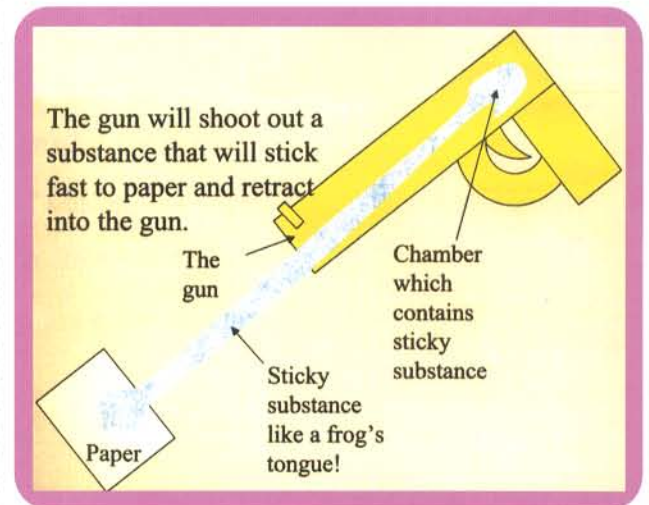 The gun will shoot out a
substance that will stick
fast to paper and retract
into the gun.
The
gun
Chamber
which
contains
sticky
substance
Sticky
substance
like a frog's
tongue!
Paper